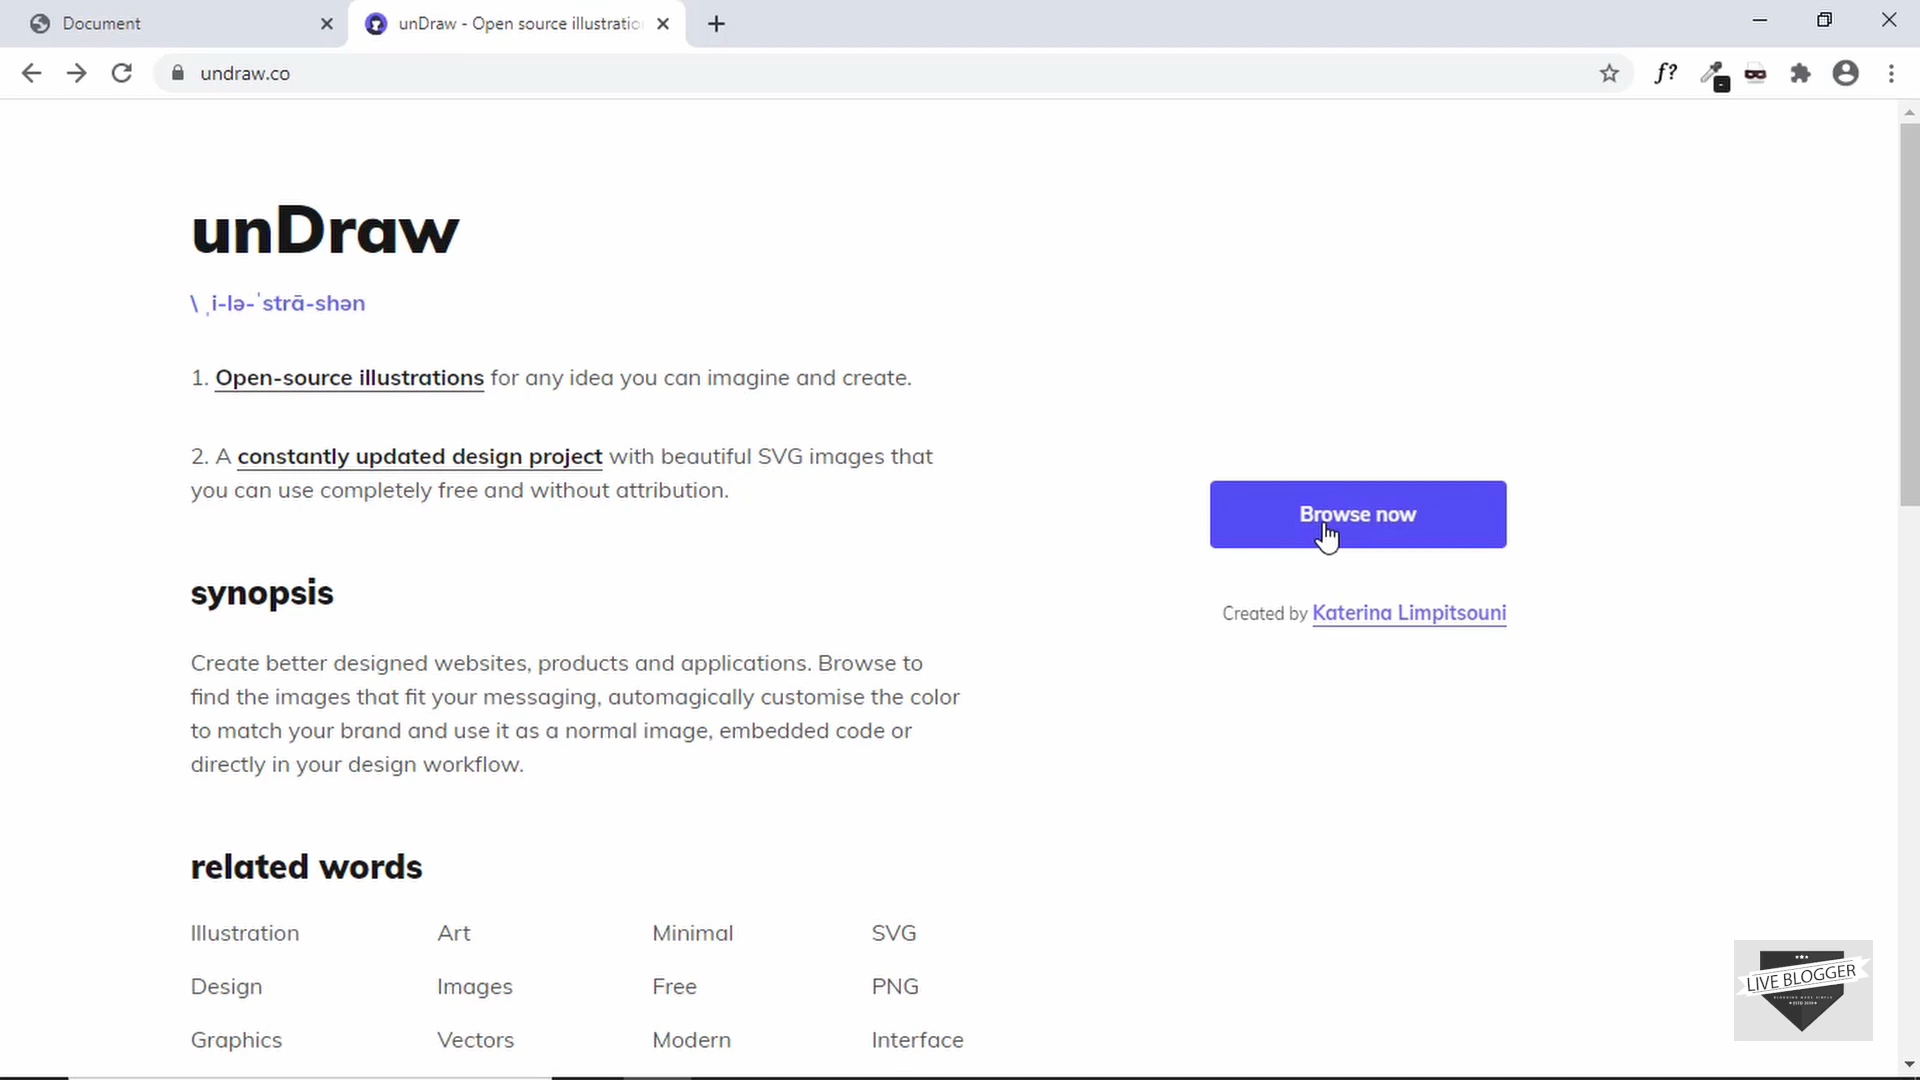 Document
unDraw - Open source illustratio
undraw.co
f?
unDraw
\ ˌi-lə-ˈstrā-shən
1. Open-source illustrations for any idea you can imagine and create.
2. A constantly updated design project with beautiful SVG images that
you can use completely free and without attribution.
Browse now
Created by Katerina Limpitsouni
synopsis
Create better designed websites, products and applications. Browse to
find the images that fit your messaging, automagically customise the color
to match your brand and use it as a normal image, embedded code or
directly in your design workflow.
related words
Illustration Art Minimal SVG
Design Images Free PNG
Graphics Vectors Modern Interface
LIVE BLOGGER